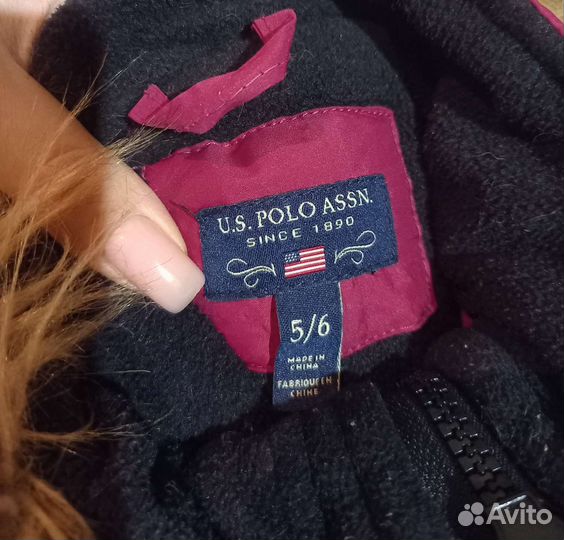 U.S. POLO ASSN.
SINCE 1890
5/6
MADE IN
CHINA
FABRIQUE EN
CHINE
Avito